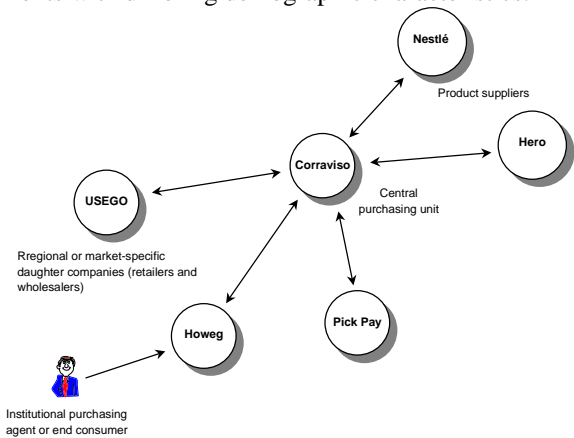 Nestlé
Product suppliers
Hero
Corraviso
Central
purchasing unit
USEGO
Rregional or market-specific
daughter companies (retailers and
wholesalers)
Pick Pay
Howeg
Institutional purchasing
agent or end consumer